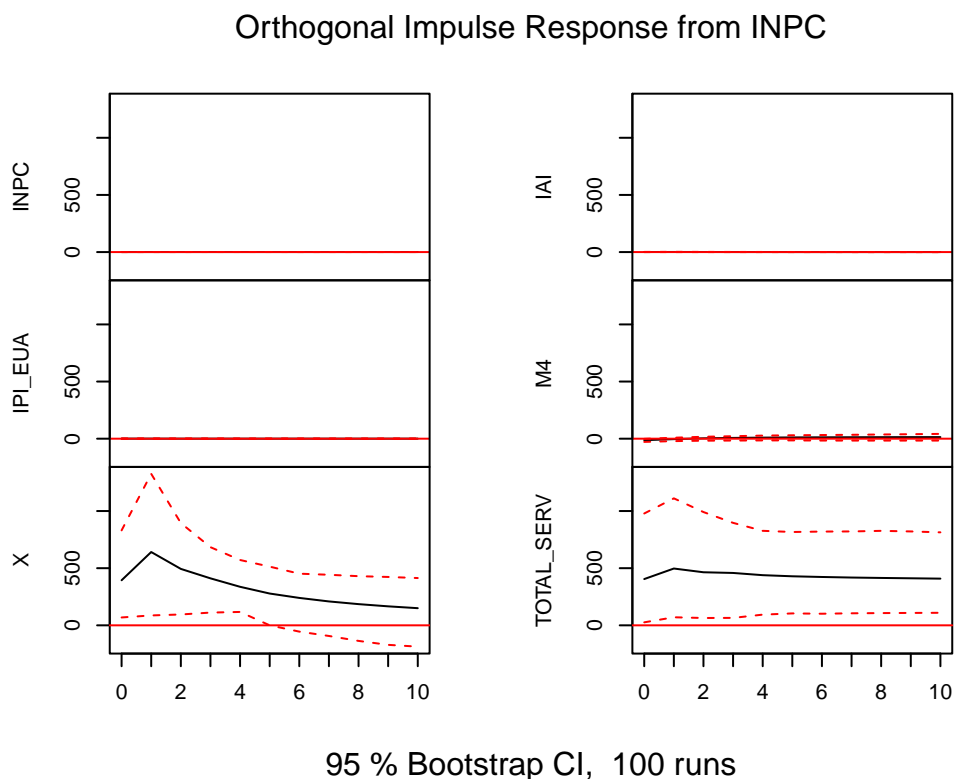 Orthogonal Impulse Response from INPC
INPC
0 500
IAI
0 500
IPI_EUA
0 500
M4
0 500
X
0 500
TOTAL_SERV
0 500
0 2 4 6 8 10
0 2 4 6 8 10
95 % Bootstrap CI, 100 runs